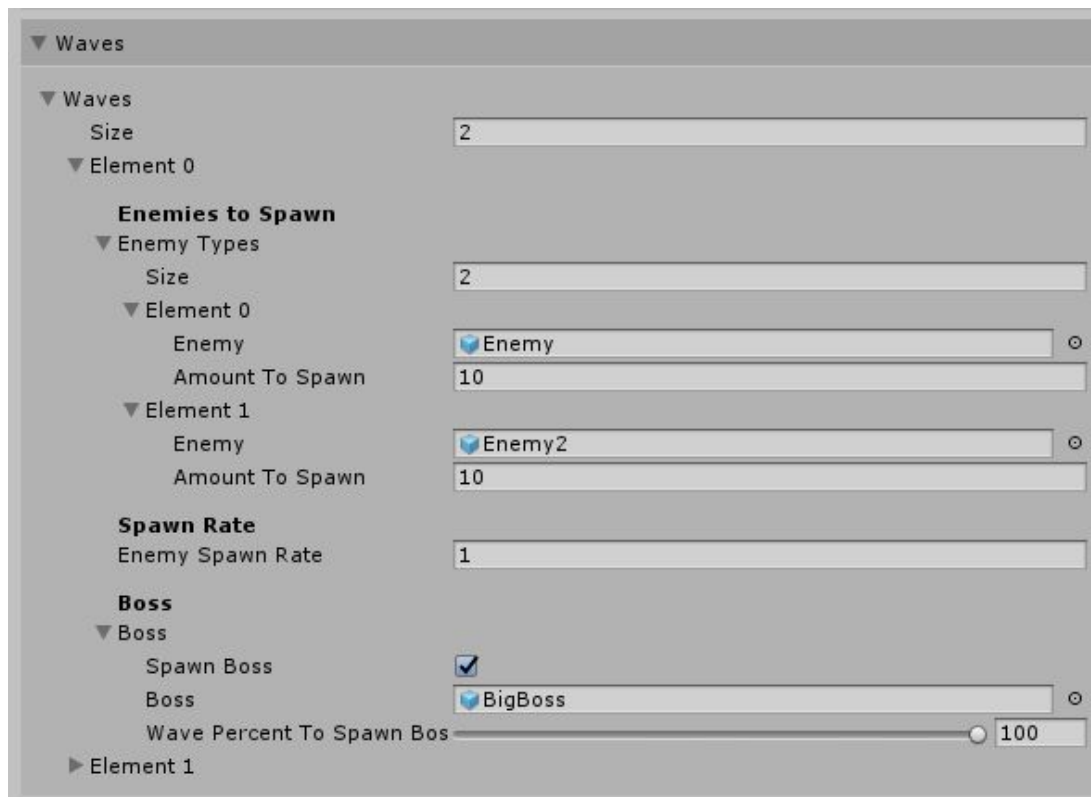 Waves
Waves
Size 2
Element 0
Enemies to Spawn
Enemy Types
Size 2
Element 0
Enemy Enemy
Amount To Spawn 10
Element 1
Enemy Enemy2
Amount To Spawn 10
Spawn Rate
Enemy Spawn Rate 1
Boss
Boss
Spawn Boss
Boss BigBoss
Wave Percent To Spawn Bos 100
Element 1